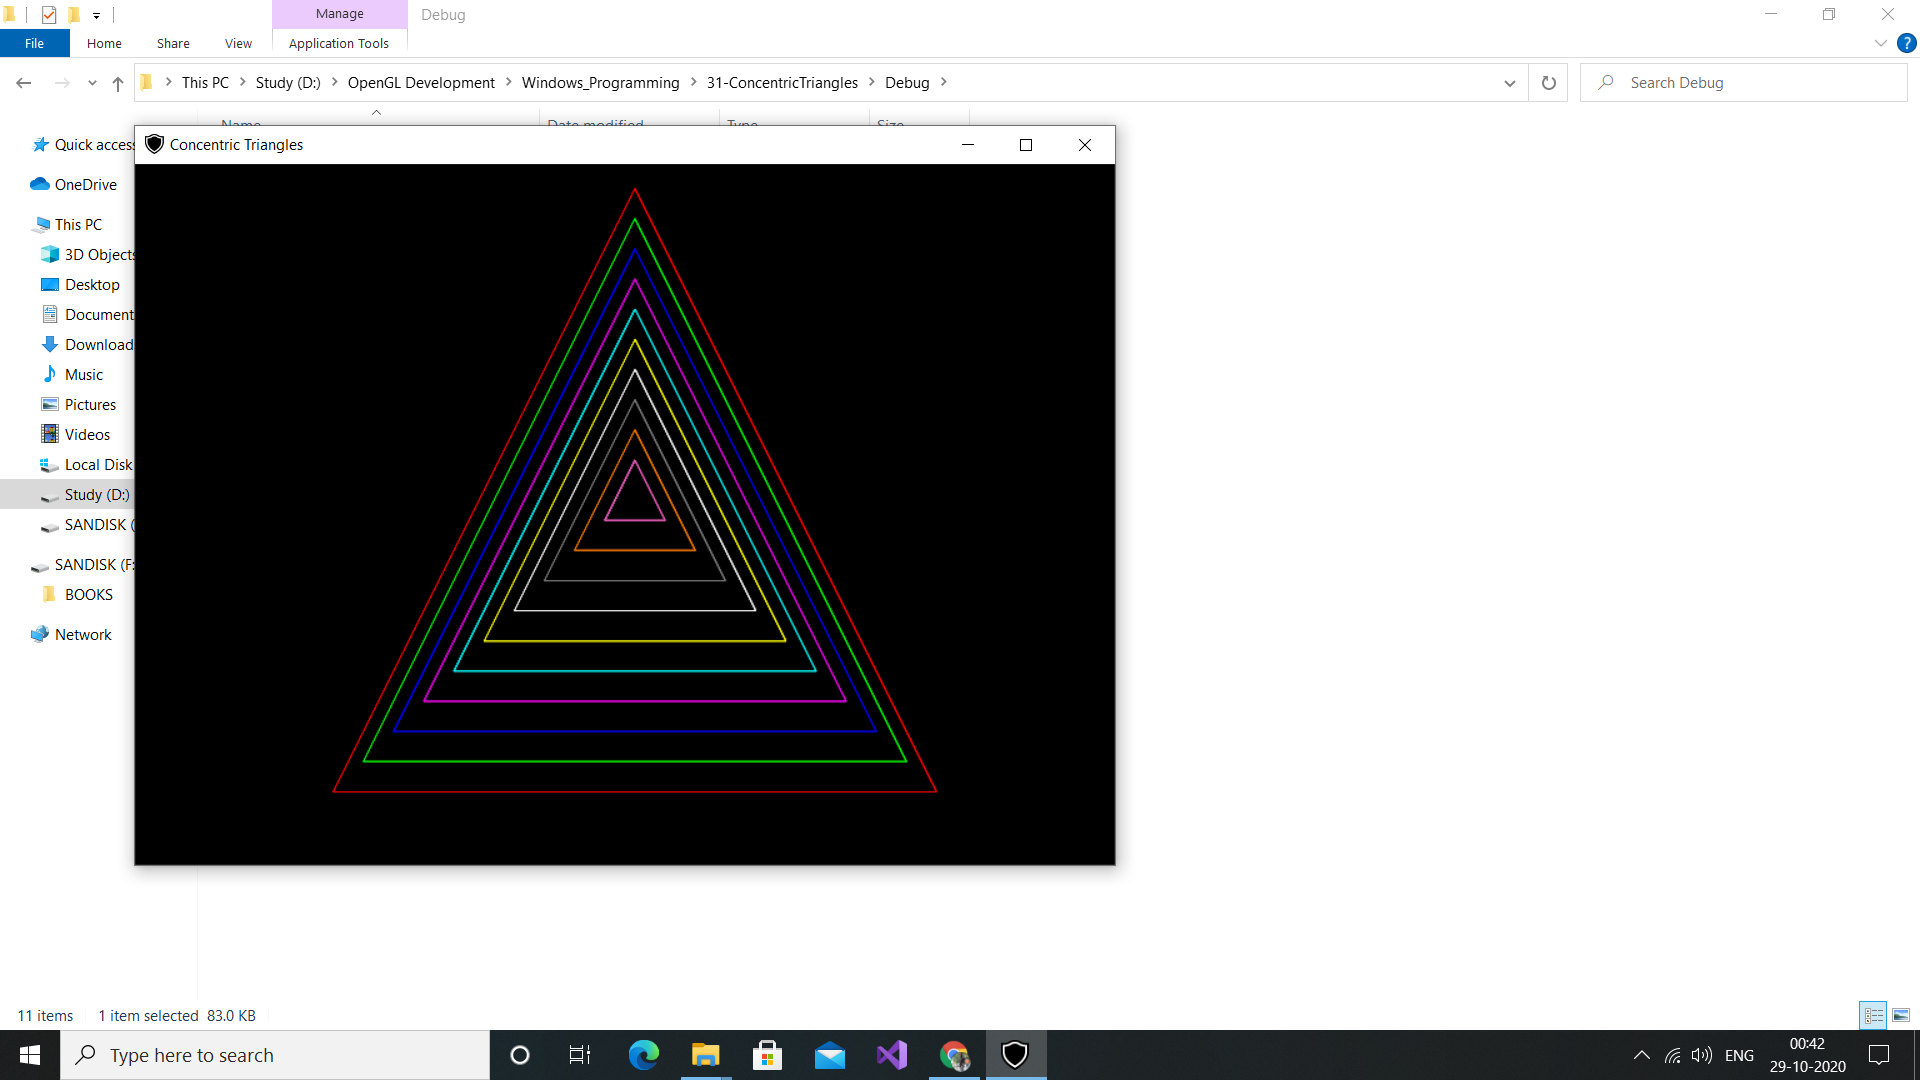 Manage
Debug
File
Home
Share
View
Application Tools
?
This PC
Study (D:)
OpenGL Development
Windows_Programming
31-ConcentricTriangles
Debug
Search Debug
Name
Date modified
Type
Size
Concentric Triangles
Quick access
OneDrive
This PC
3D Objects
Desktop
Document
Download
Music
Pictures
Videos
Local Disk
Study (D:)
SANDISK (
SANDISK (F:
BOOKS
Network
11 items
1 item selected 83.0 KB
Type here to search
ENG
00:42
29-10-2020